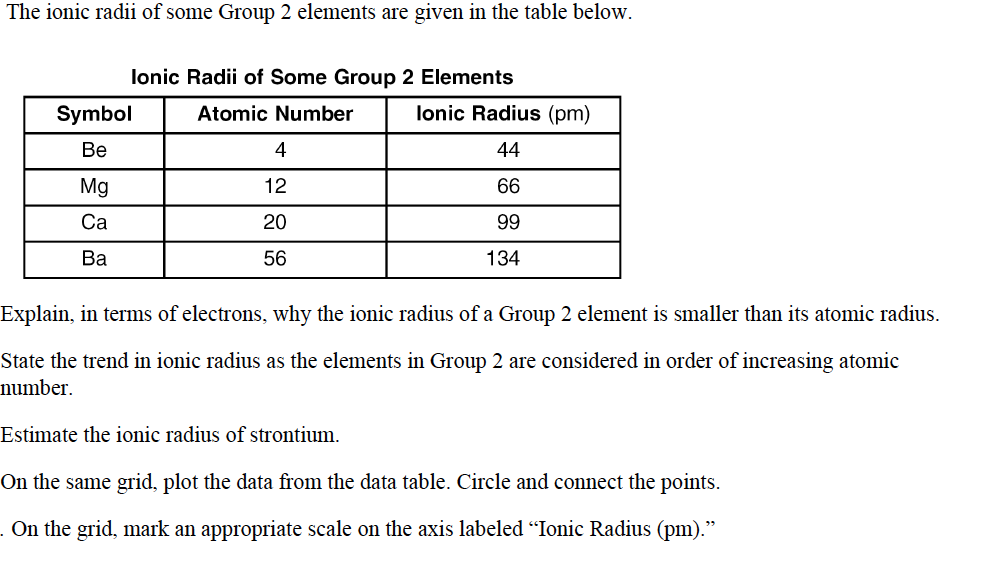 The ionic radii of some Group 2 elements are given in the table below.
Ionic Radii of Some Group 2 Elements
Symbol Atomic Number Ionic Radius (pm)
Be 4 44
Mg 12 66
Ca 20 99
Ba 56 134
Explain, in terms of electrons, why the ionic radius of a Group 2 element is smaller than its atomic radius.
State the trend in ionic radius as the elements in Group 2 are considered in order of increasing atomic
number.
Estimate the ionic radius of strontium.
On the same grid, plot the data from the data table. Circle and connect the points.
. On the grid, mark an appropriate scale on the axis labeled “Ionic Radius (pm).”